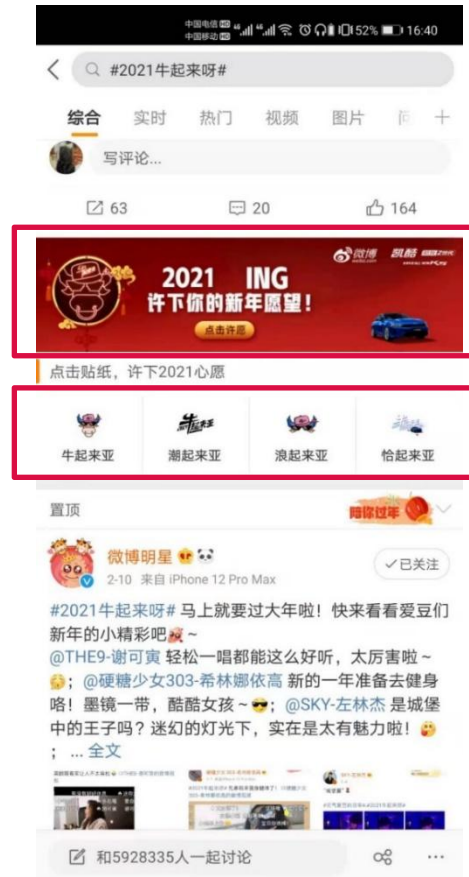 中国电信 HD
中国移动 HD
52% 16:40
#2021牛起来呀#
综合 实时 热门 视频 图片
写评论...
63 20 164
微博 凯酷
2021 ING
许下你的新年愿望！
点击许愿
点击贴纸，许下2021心愿
牛起来亚 潮起来亚 浪起来亚 恰起来亚
置顶
陪你过年
微博明星
2-10 来自 iPhone 12 Pro Max
已关注
#2021牛起来呀# 马上就要过大年啦！快来看看爱豆们
新年的小精彩吧~
@THE9-谢可寅 轻松一唱都能这么好听，太厉害啦~
；@硬糖少女303-希林娜依高 新的一年准备去健身
咯！墨镜一带，酷酷女孩~；@SKY-左林杰 是城堡
中的王子吗？迷幻的灯光下，实在是太有魅力啦！
；...全文
和5928335人一起讨论